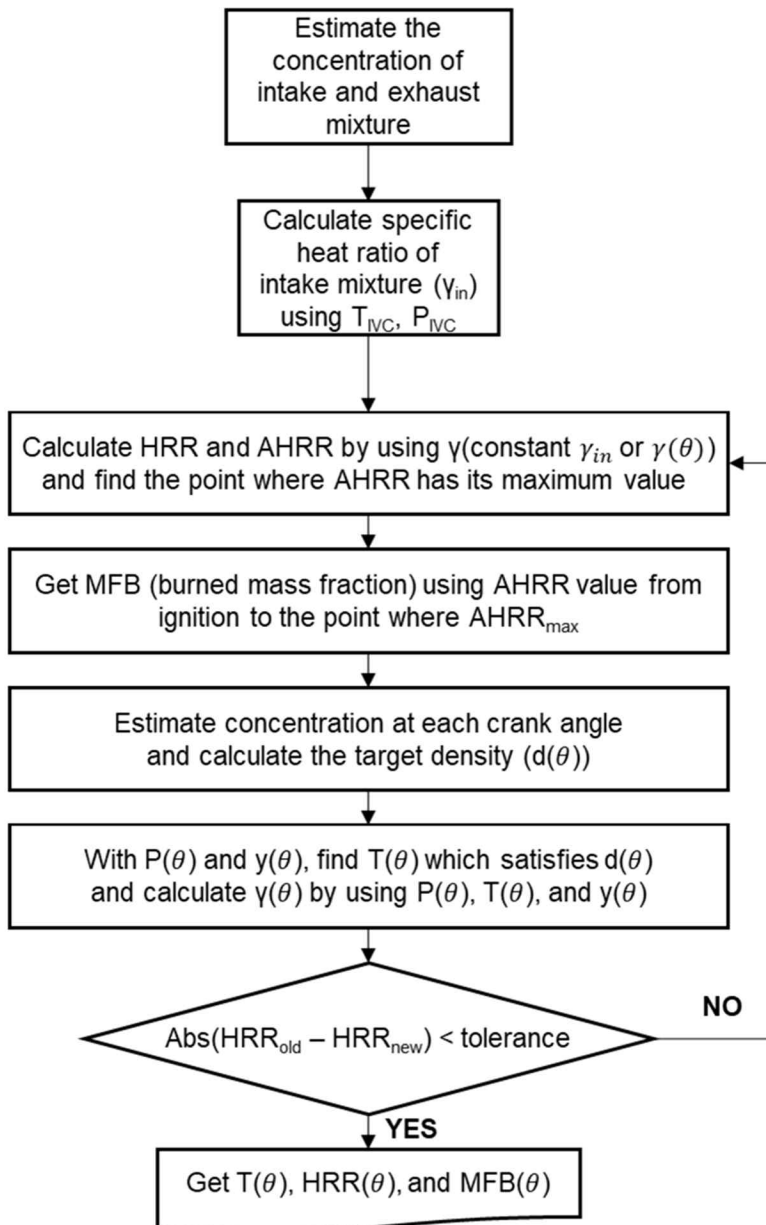 Estimate the
concentration of
intake and exhaust
mixture
Calculate specific
heat ratio of
intake mixture (γin)
using TIVC, PIVC
Calculate HRR and AHRR by using γ(constant γin or γ(θ))
and find the point where AHRR has its maximum value
Get MFB (burned mass fraction) using AHRR value from
ignition to the point where AHRRmax
Estimate concentration at each crank angle
and calculate the target density (d(θ))
With P(θ) and y(θ), find T(θ) which satisfies d(θ)
and calculate γ(θ) by using P(θ), T(θ), and y(θ)
Abs(HRRold – HRRnew) < tolerance
NO
YES
Get T(θ), HRR(θ), and MFB(θ)